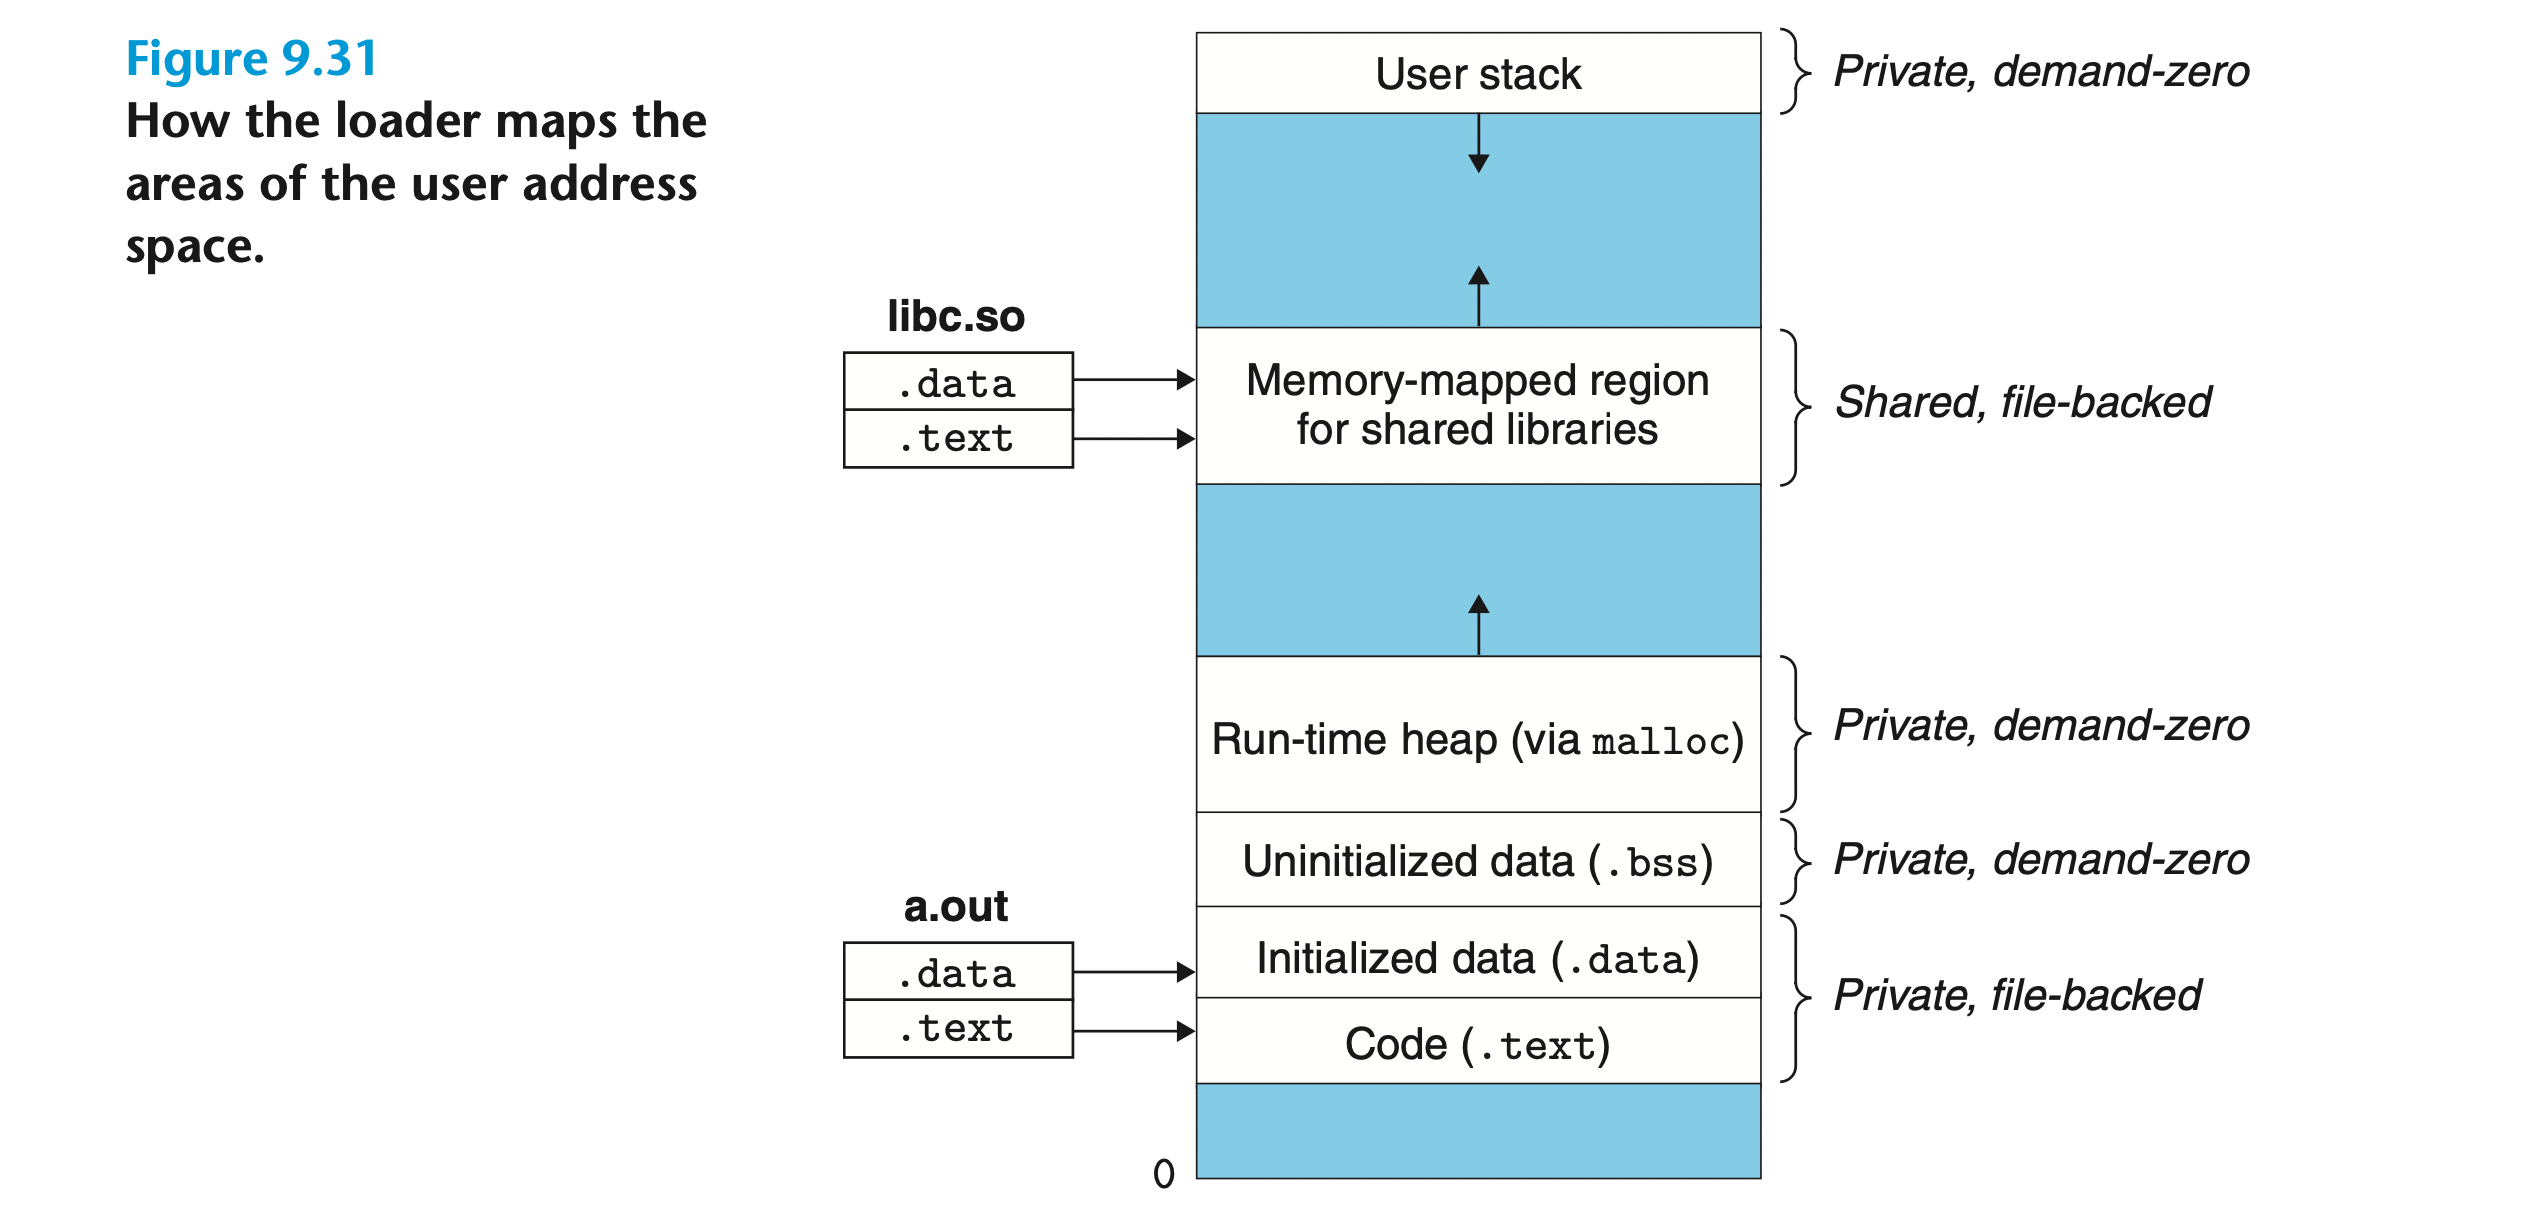 Figure 9.31
How the loader maps the
areas of the user address
space.
User stack
Private, demand-zero
libc.so
.data
.text
Memory-mapped region
for shared libraries
Shared, file-backed
Run-time heap (via malloc)
Private, demand-zero
Uninitialized data (.bss)
Private, demand-zero
a.out
.data
.text
Initialized data (.data)
Code (.text)
Private, file-backed
0